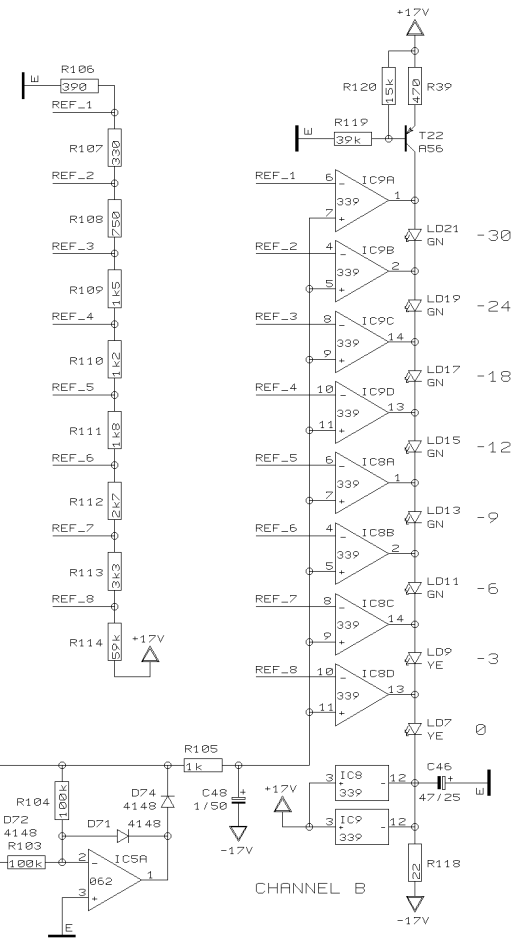 +17V
R106
E
390
REF_1
R107
330
REF_2
R108
750
REF_3
R109
1k5
REF_4
R110
1k2
REF_5
R111
1k8
REF_6
R112
2k7
REF_7
R113
3k3
REF_8
R114
59k
+17V
R120
15k
470
R39
R119
E
39k
T22
A56
REF_1
6
-
IC9A
339
1
7
+
LD21
GN
-30
REF_2
4
-
IC9B
339
2
5
+
LD19
GN
-24
REF_3
8
-
IC9C
339
14
9
+
LD17
GN
-18
REF_4
10
-
IC9D
339
13
11
+
LD15
GN
-12
REF_5
6
-
IC8A
339
1
7
+
LD13
GN
-9
REF_6
4
-
IC8B
339
2
5
+
LD11
GN
-6
REF_7
8
-
IC8C
339
14
9
+
LD9
YE
-3
REF_8
10
-
IC8D
339
13
11
+
LD7
YE
0
R105
1k
R104
100k
D74
4148
C48
+
1/50
-17V
D72
4148
R103
100k
D71
4148
2
-
IC5A
062
1
3
+
E
+17V
3
+
IC8
339
-
12
C46
+
47/25
E
3
+
IC9
339
-
12
22
R118
-17V
CHANNEL B